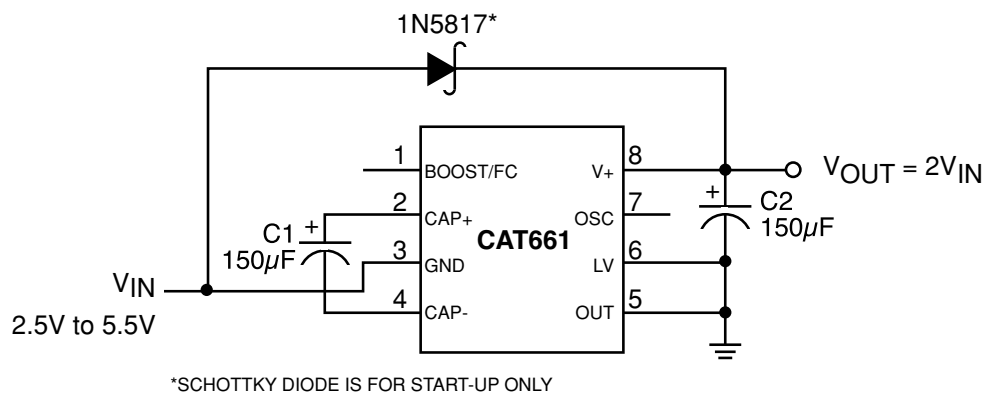 1N5817*
1
BOOST/FC
V+
8
VOUT = 2VIN
2
CAP+
OSC
7
C1
+
150µF
CAT661
+
C2
150µF
3
GND
LV
6
VIN
2.5V to 5.5V
4
CAP-
OUT
5
*SCHOTTKY DIODE IS FOR START-UP ONLY